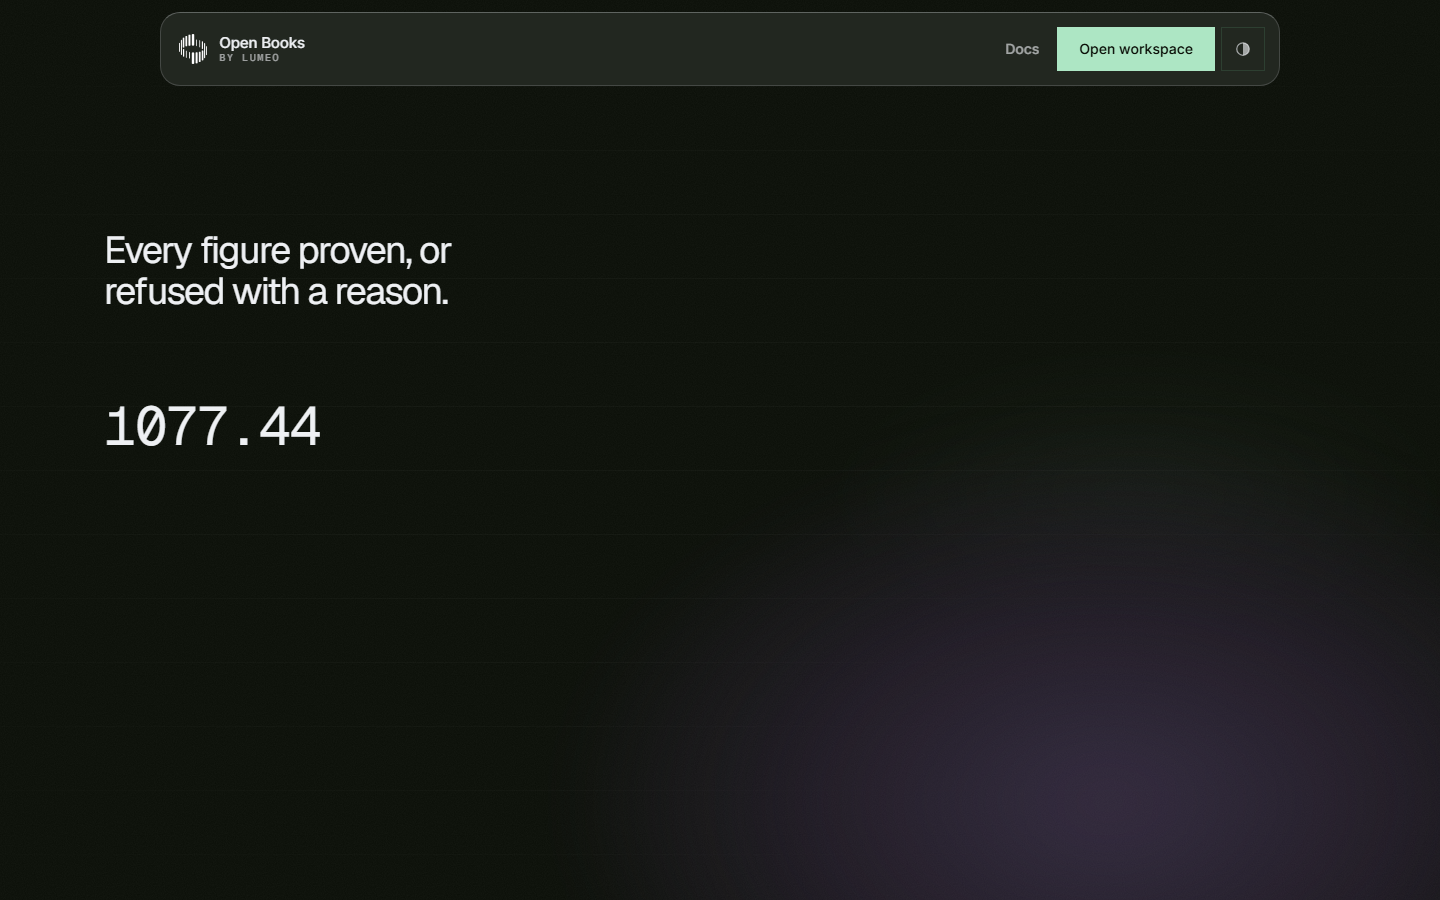 Open Books
BY LUMEO
Docs
Open workspace
Every figure proven, or
refused with a reason.
1077.44